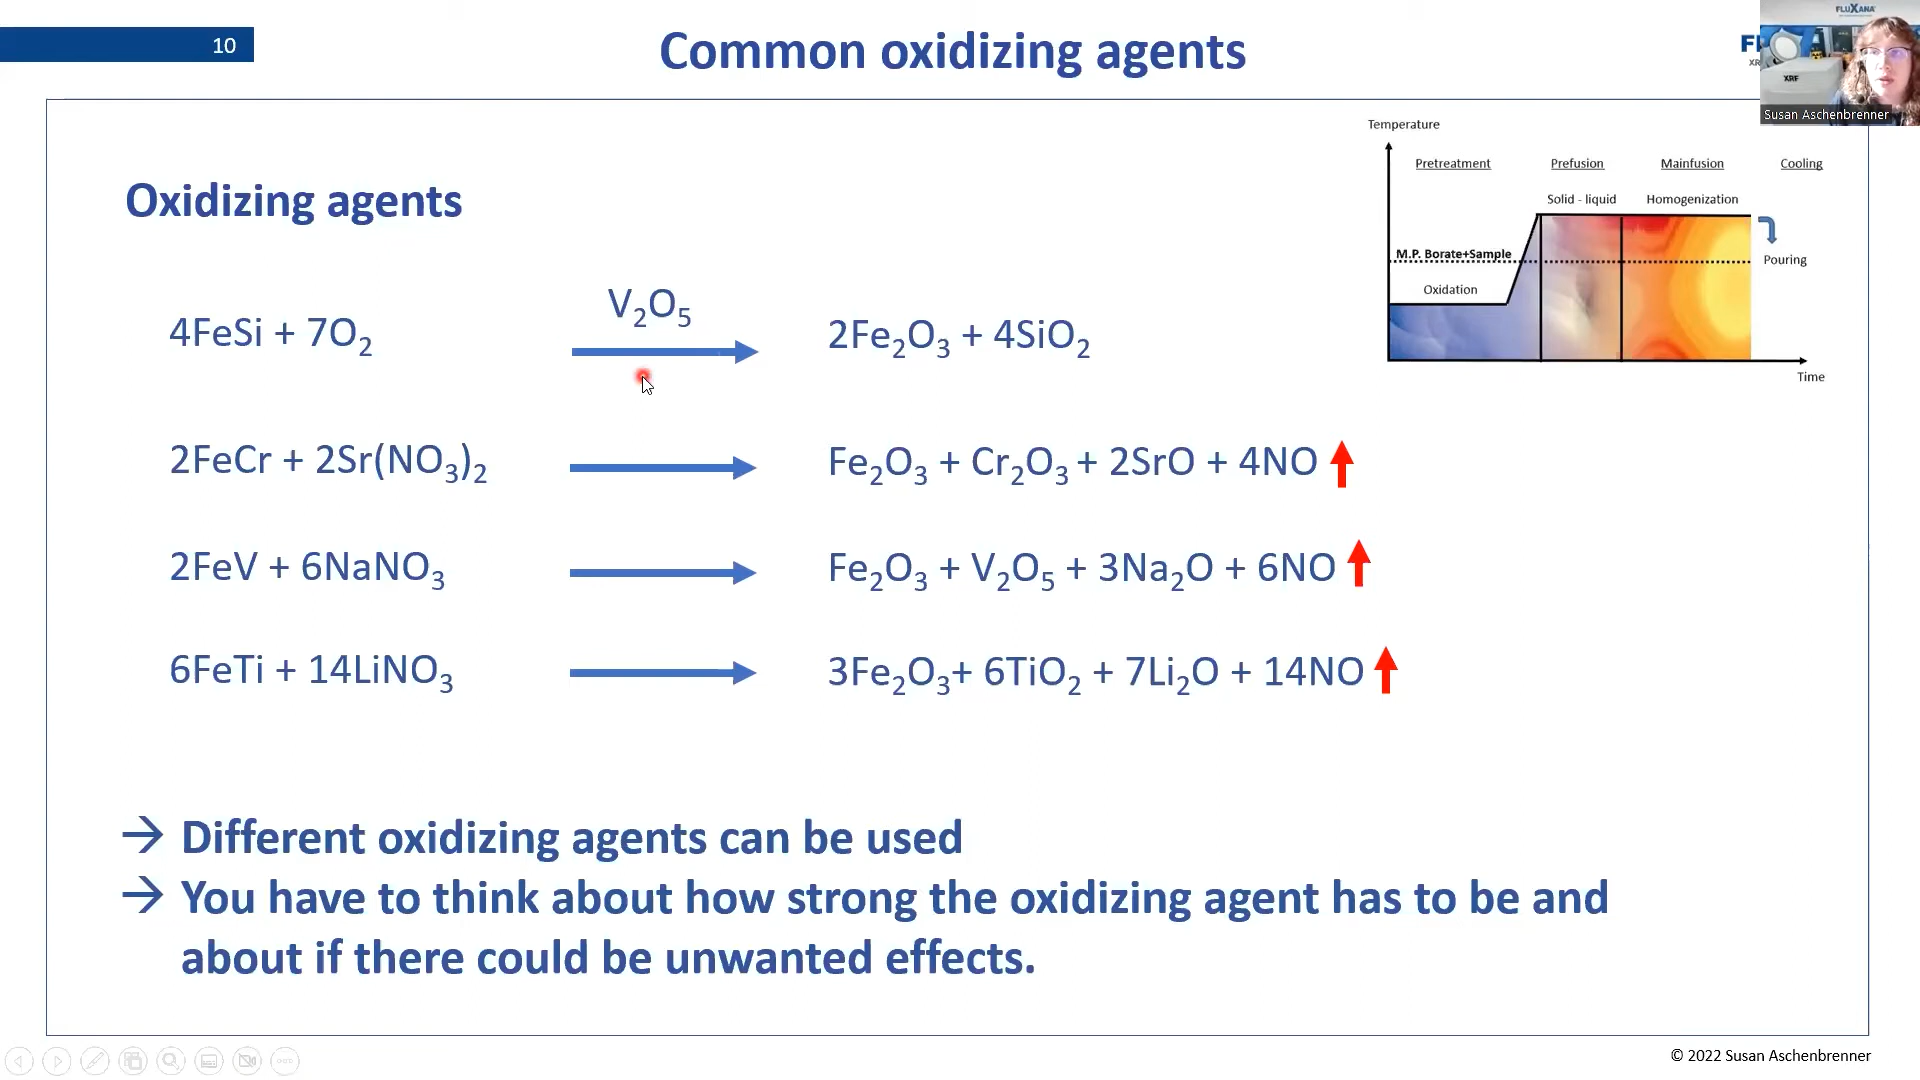 10
Common oxidizing agents
FLUXANA
XRF
Susan Aschenbrenner
Oxidizing agents
Temperature
Pretreatment Prefusion Mainfusion Cooling
Solid - liquid Homogenization
M.P. Borate+Sample
Pouring
Oxidation
Time
4FeSi + 7O₂ V₂O₅ 2Fe₂O₃ + 4SiO₂
2FeCr + 2Sr(NO₃)₂ Fe₂O₃ + Cr₂O₃ + 2SrO + 4NO
2FeV + 6NaNO₃ Fe₂O₃ + V₂O₅ + 3Na₂O + 6NO
6FeTi + 14LiNO₃ 3Fe₂O₃+ 6TiO₂ + 7Li₂O + 14NO
→ Different oxidizing agents can be used
→ You have to think about how strong the oxidizing agent has to be and
about if there could be unwanted effects.
© 2022 Susan Aschenbrenner